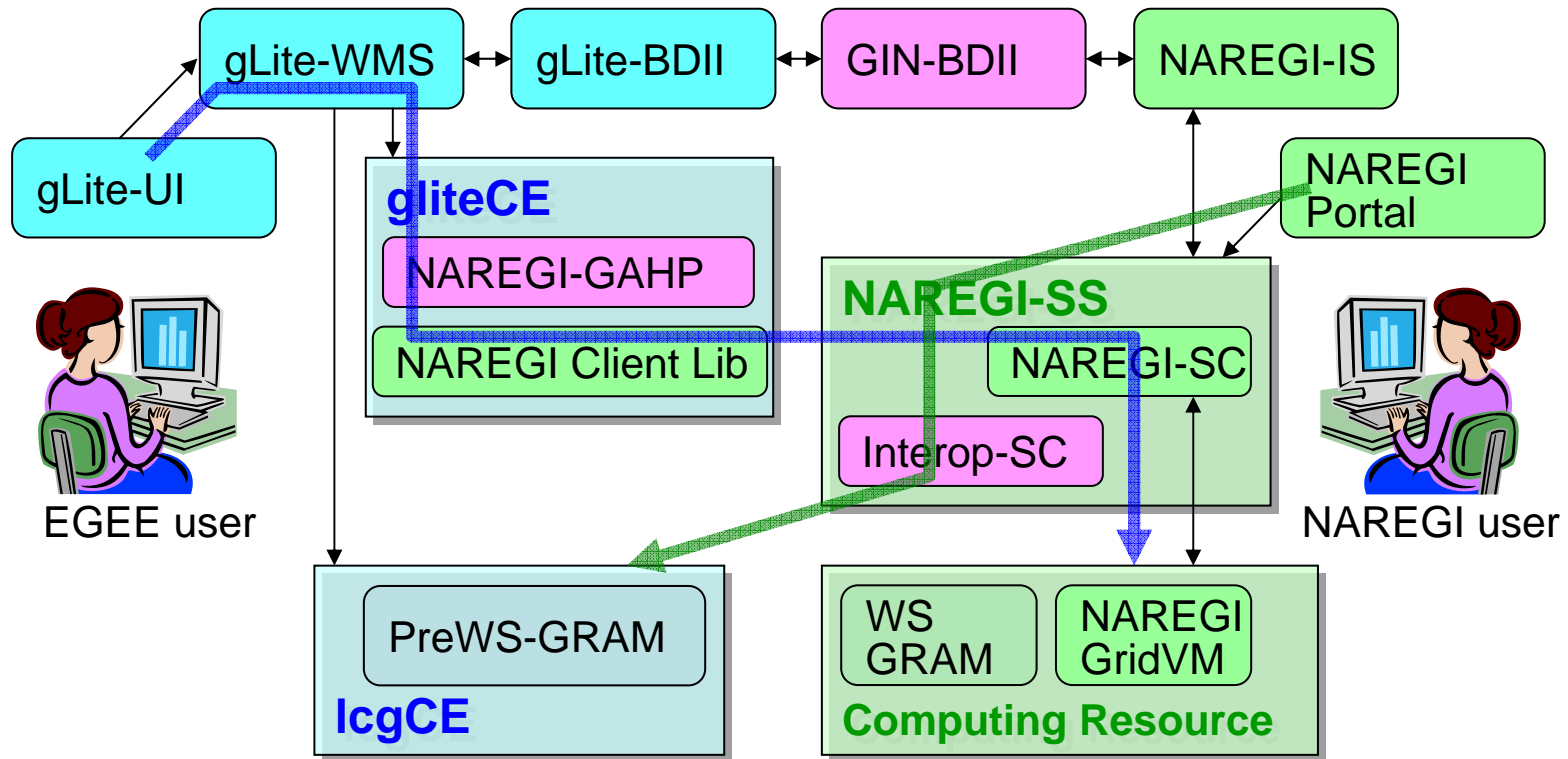 gLite-WMS
gLite-BDII
GIN-BDII
NAREGI-IS
gLite-UI
NAREGI
Portal
gliteCE
NAREGI-GAHP
NAREGI Client Lib
NAREGI-SS
NAREGI-SC
Interop-SC
EGEE user
NAREGI user
PreWS-GRAM
lcgCE
WS
GRAM
NAREGI
GridVM
Computing Resource